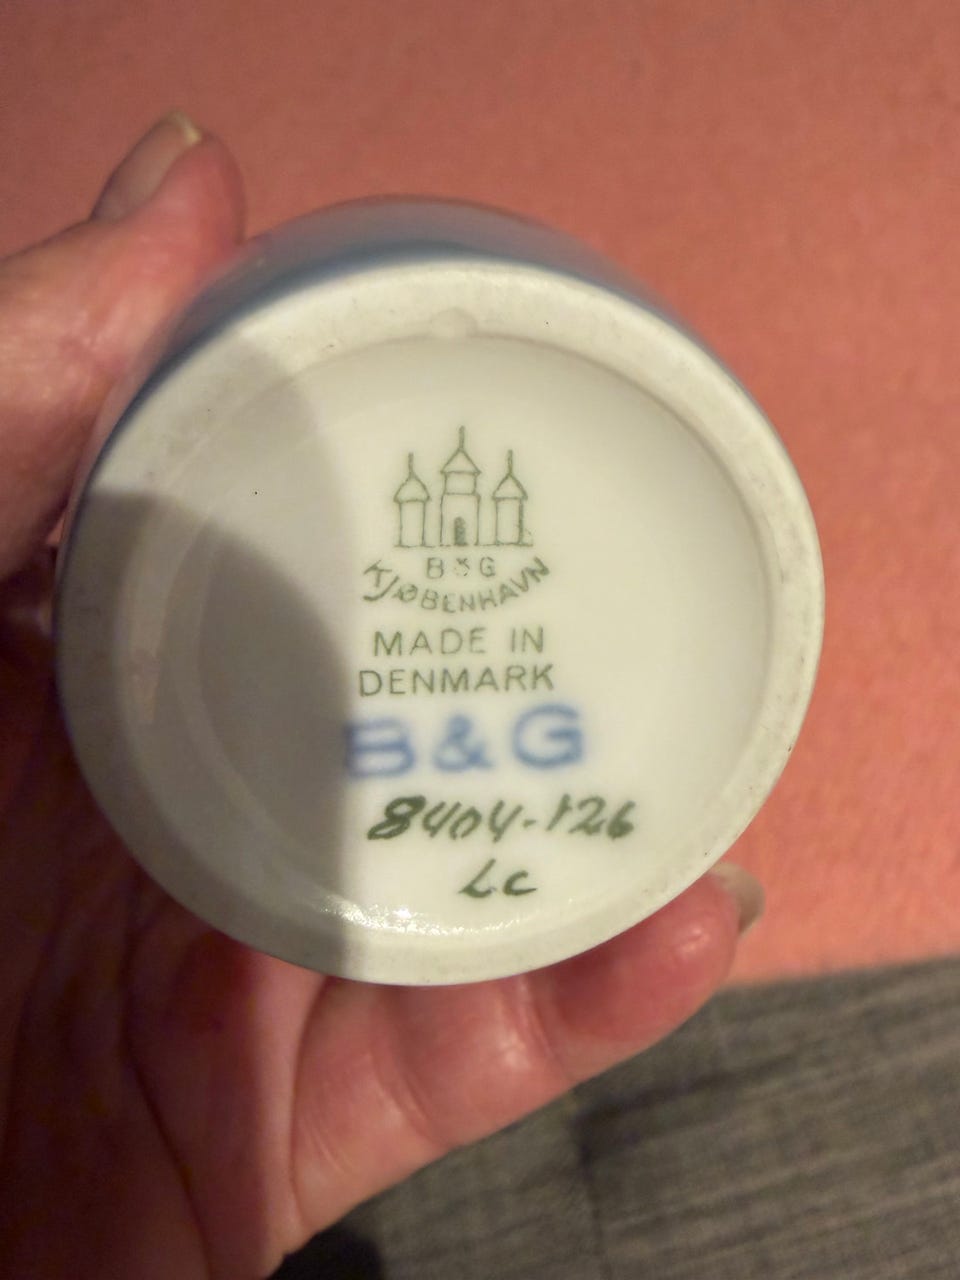 B&G
KJØBENHAVN
MADE IN
DENMARK
B&G
8404-126
Lc